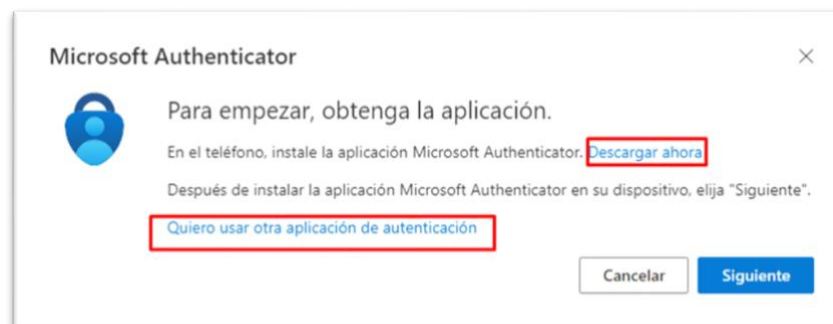 Microsoft Authenticator
Para empezar, obtenga la aplicación.
En el teléfono, instale la aplicación Microsoft Authenticator. Descargar ahora
Después de instalar la aplicación Microsoft Authenticator en su dispositivo, elija "Siguiente".
Quiero usar otra aplicación de autenticación
Cancelar Siguiente